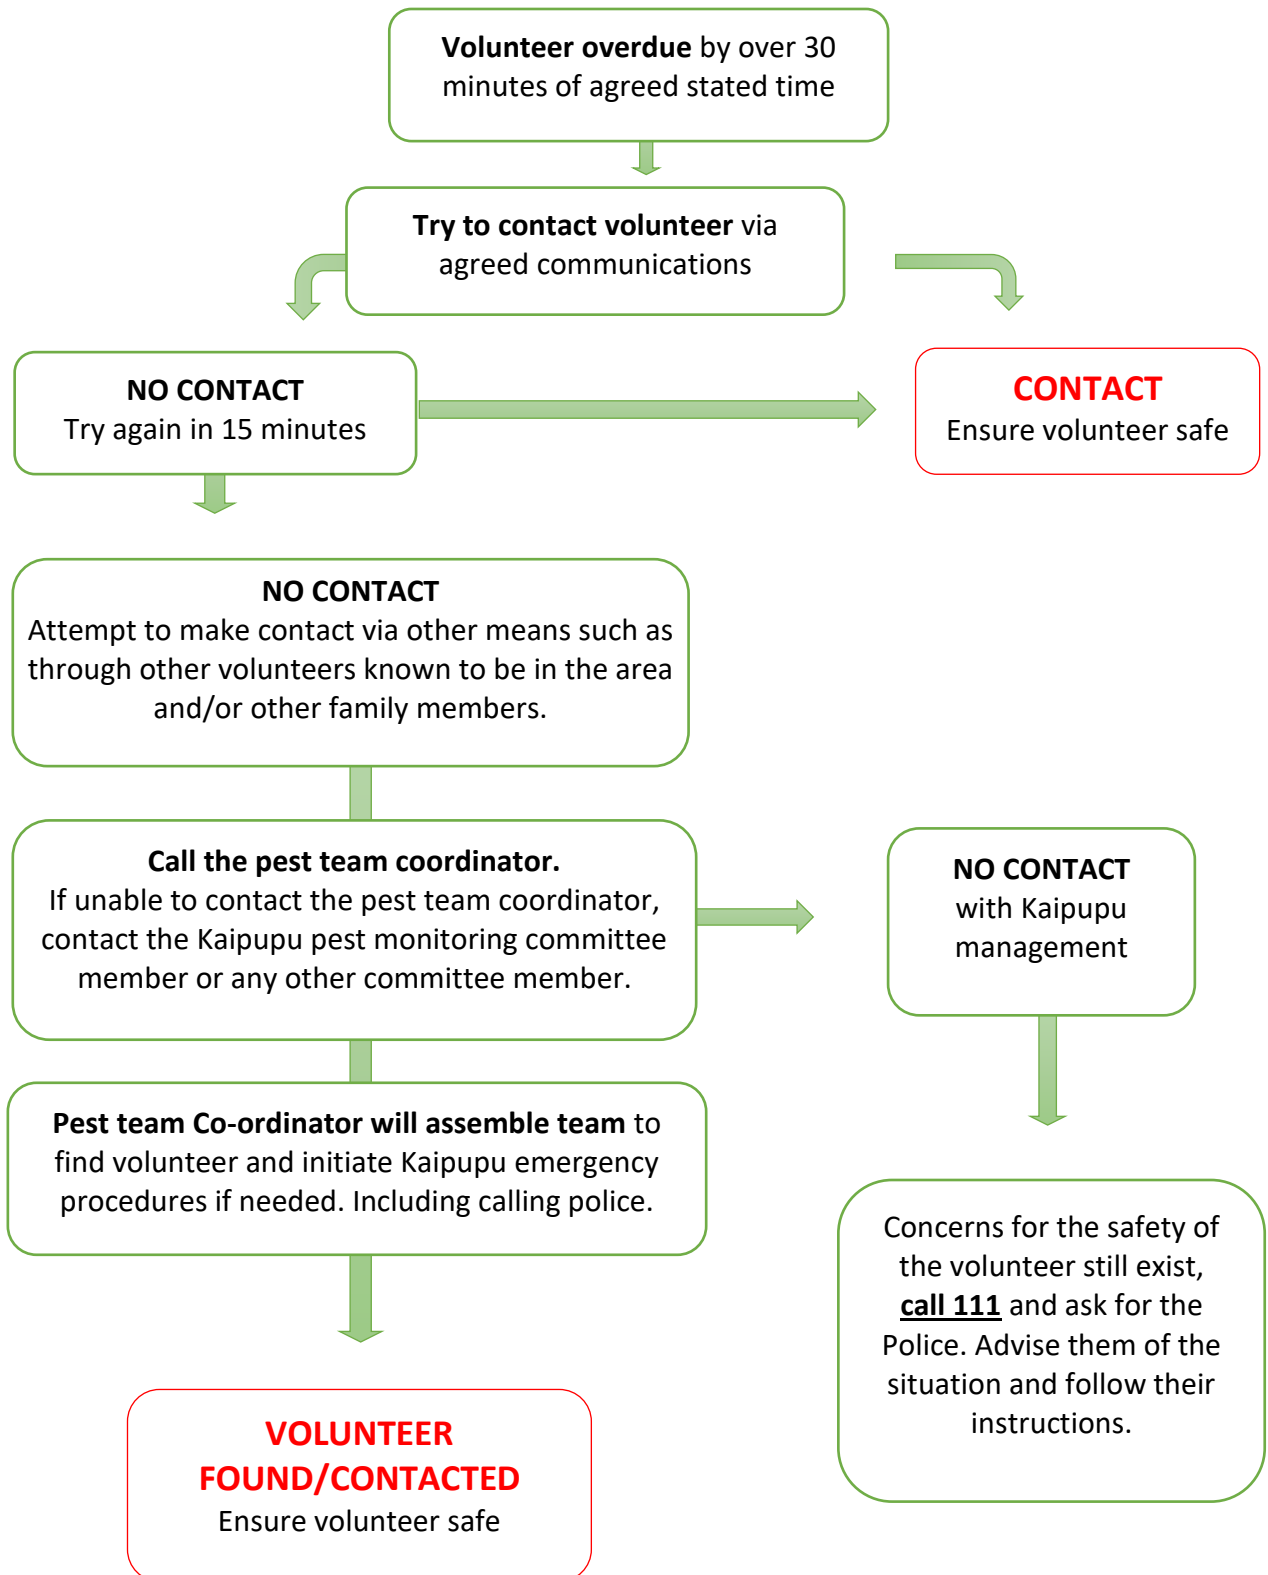 Volunteer overdue by over 30
minutes of agreed stated time
Try to contact volunteer via
agreed communications
NO CONTACT
Try again in 15 minutes
CONTACT
Ensure volunteer safe
NO CONTACT
Attempt to make contact via other means such as
through other volunteers known to be in the area
and/or other family members.
Call the pest team coordinator.
If unable to contact the pest team coordinator,
contact the Kaipupu pest monitoring committee
member or any other committee member.
NO CONTACT
with Kaipupu
management
Pest team Co-ordinator will assemble team to
find volunteer and initiate Kaipupu emergency
procedures if needed. Including calling police.
Concerns for the safety of
the volunteer still exist,
call 111 and ask for the
Police. Advise them of the
situation and follow their
instructions.
VOLUNTEER
FOUND/CONTACTED
Ensure volunteer safe